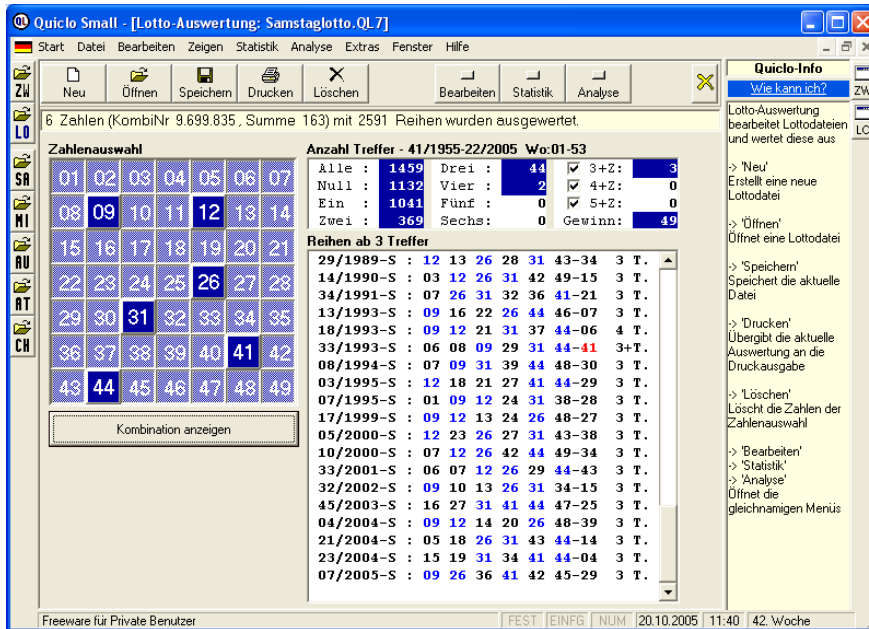 Quiclo Small - [Lotto-Auswertung: Samstaglotto.QL7]
Start Datei Bearbeiten Zeigen Statistik Analyse Extras Fenster Hilfe
ZW
LO
SA
MI
AU
AT
CH
Neu Öffnen Speichern Drucken Löschen Bearbeiten Statistik Analyse
6 Zahlen (KombiNr 9.699.835 , Summe 163) mit 2591 Reihen wurden ausgewertet.
Zahlenauswahl
01 02 03 04 05 06 07
08 09 10 11 12 13 14
15 16 17 18 19 20 21
22 23 24 25 26 27 28
29 30 31 32 33 34 35
36 37 38 39 40 41 42
43 44 45 46 47 48 49
Kombination anzeigen
Anzahl Treffer - 41/1955-22/2005 Wo:01-53
Alle : 1459 Drei : 44 3+Z: 3
Null : 1132 Vier : 2 4+Z: 0
Ein : 1041 Fünf : 0 5+Z: 0
Zwei : 369 Sechs: 0 Gewinn: 49
Reihen ab 3 Treffer
29/1989-S : 12 13 26 28 31 43-34 3 T.
14/1990-S : 03 12 26 31 42 49-15 3 T.
34/1991-S : 07 26 31 32 36 41-21 3 T.
13/1993-S : 09 16 22 26 44 46-07 3 T.
18/1993-S : 09 12 21 31 37 44-06 4 T.
33/1993-S : 06 08 09 29 31 44-41 3+T.
08/1994-S : 07 09 31 39 44 48-30 3 T.
03/1995-S : 12 18 21 27 41 44-29 3 T.
07/1995-S : 01 09 12 24 31 38-28 3 T.
17/1999-S : 09 12 13 24 26 48-27 3 T.
05/2000-S : 12 23 26 27 31 43-38 3 T.
10/2000-S : 07 12 26 42 44 49-34 3 T.
33/2001-S : 06 07 12 26 29 44-43 3 T.
32/2002-S : 09 10 13 26 31 34-15 3 T.
45/2003-S : 16 27 31 41 44 47-25 3 T.
04/2004-S : 09 12 14 20 26 48-39 3 T.
21/2004-S : 05 18 26 31 43 44-14 3 T.
23/2004-S : 15 19 31 34 41 44-04 3 T.
07/2005-S : 09 26 36 41 42 45-29 3 T.
Quiclo-Info
Wie kann ich?
Lotto-Auswertung
bearbeitet Lottodateien
und wertet diese aus
-> 'Neu'
Erstellt eine neue
Lottodatei
-> 'Öffnen'
Öffnet eine Lottodatei
-> 'Speichern'
Speichert die aktuelle
Datei
-> 'Drucken'
Übergibt die aktuelle
Auswertung an die
Druckausgabe
-> 'Löschen'
Löscht die Zahlen der
Zahlenauswahl
-> 'Bearbeiten'
-> 'Statistik'
-> 'Analyse'
Öffnet die
gleichnamigen Menüs
ZW
LO
Freeware für Private Benutzer FEST EINFG NUM 20.10.2005 11:40 42. Woche